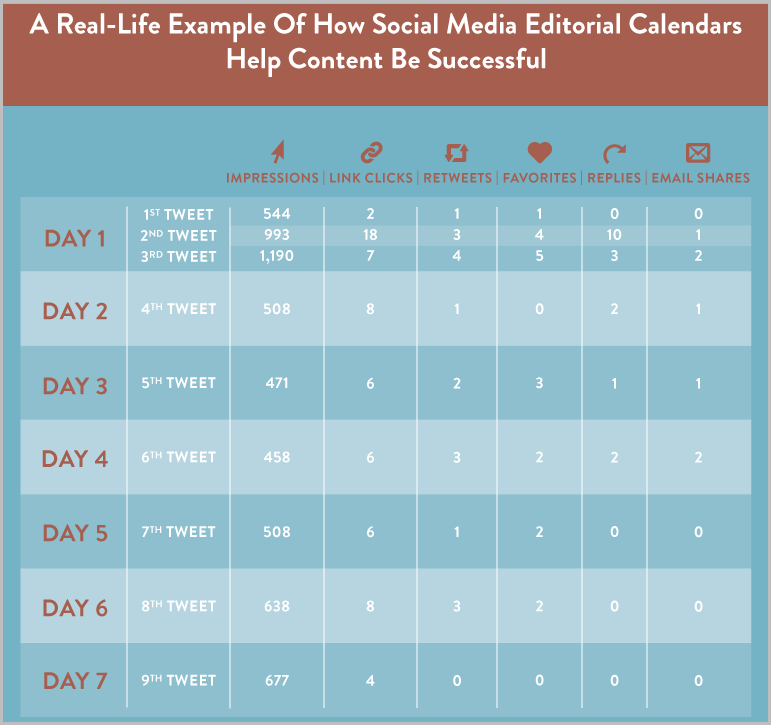 A Real-Life Example Of How Social Media Editorial Calendars
Help Content Be Successful
IMPRESSIONS | LINK CLICKS | RETWEETS | FAVORITES | REPLIES | EMAIL SHARES
DAY 1
1ST TWEET 544 2 1 1 0 0
2ND TWEET 993 18 3 4 10 1
3RD TWEET 1,190 7 4 5 3 2
DAY 2 4TH TWEET 508 8 1 0 2 1
DAY 3 5TH TWEET 471 6 2 3 1 1
DAY 4 6TH TWEET 458 6 3 2 2 2
DAY 5 7TH TWEET 508 6 1 2 0 0
DAY 6 8TH TWEET 638 8 3 2 0 0
DAY 7 9TH TWEET 677 4 0 0 0 0